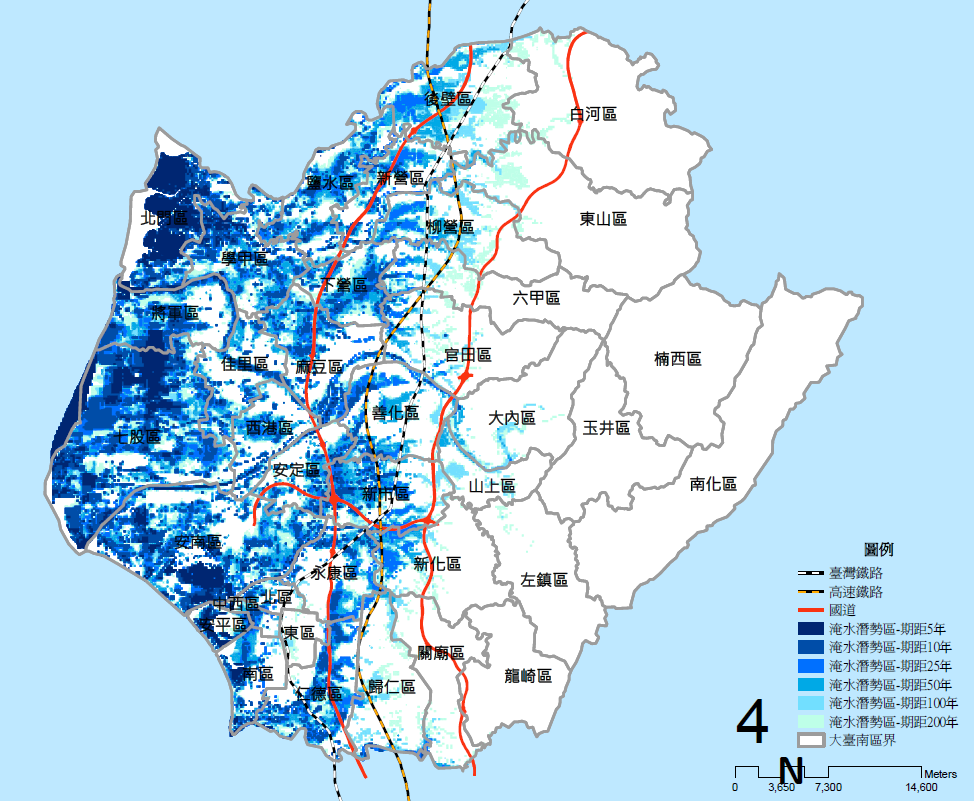 後壁區
白河區
鹽水區
新營區
北門區
東山區
柳營區
學甲區
下營區
六甲區
將軍區
官田區
楠西區
佳里區
麻豆區
善化區
大內區
玉井區
西港區
七股區
安定區
山上區
南化區
新市區
安南區
新化區
永康區
左鎮區
北區
中西區
安平區
東區
關廟區
南區
龍崎區
仁德區
歸仁區
圖例
臺灣鐵路
高速鐵路
國道
淹水潛勢區-期距5年
淹水潛勢區-期距10年
淹水潛勢區-期距25年
淹水潛勢區-期距50年
淹水潛勢區-期距100年
淹水潛勢區-期距200年
大臺南區界
4
N
Meters
0 3,650 7,300 14,600